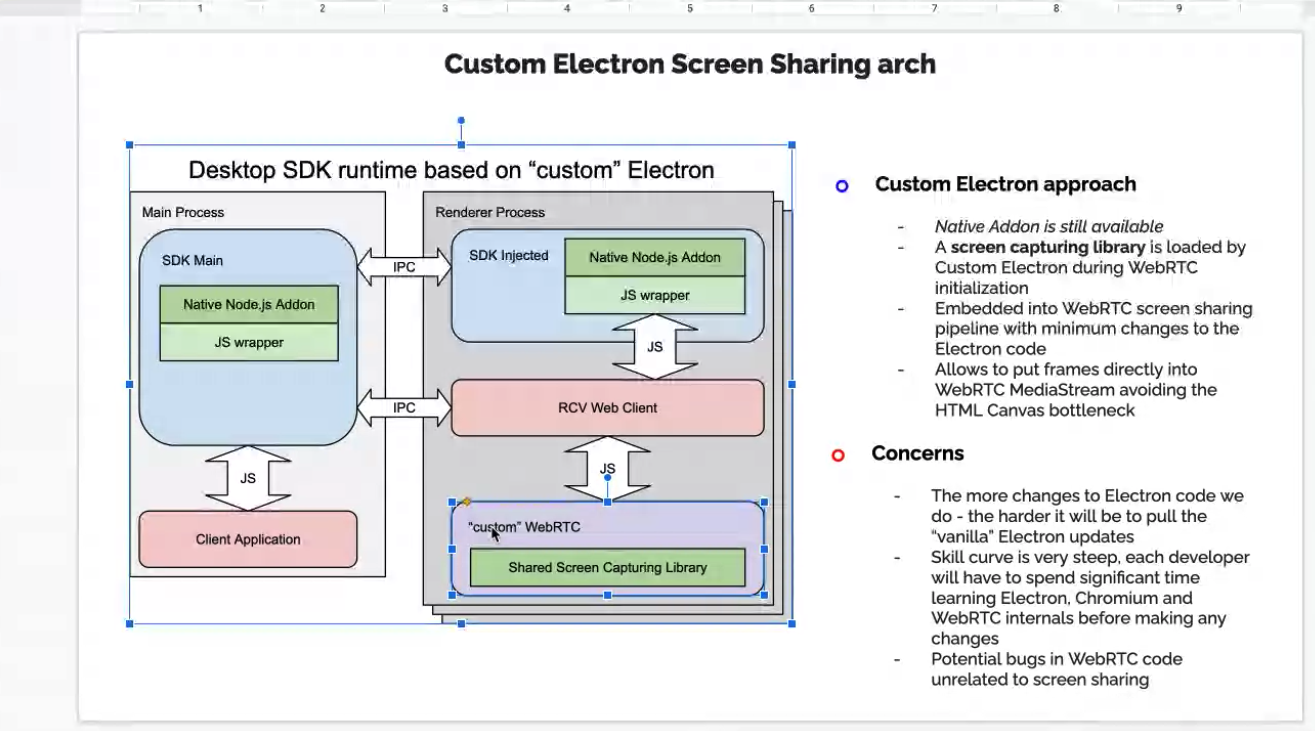 1 2 3 4 5 6 7 8 9
Custom Electron Screen Sharing arch
Desktop SDK runtime based on “custom” Electron
Main Process
SDK Main
Native Node.js Addon
JS wrapper
IPC
IPC
JS
Client Application
Renderer Process
SDK Injected
Native Node.js Addon
JS wrapper
JS
RCV Web Client
JS
“custom” WebRTC
Shared Screen Capturing Library
Custom Electron approach
- Native Addon is still available
- A screen capturing library is loaded by
Custom Electron during WebRTC
initialization
- Embedded into WebRTC screen sharing
pipeline with minimum changes to the
Electron code
- Allows to put frames directly into
WebRTC MediaStream avoiding the
HTML Canvas bottleneck
Concerns
- The more changes to Electron code we
do - the harder it will be to pull the
“vanilla” Electron updates
- Skill curve is very steep, each developer
will have to spend significant time
learning Electron, Chromium and
WebRTC internals before making any
changes
- Potential bugs in WebRTC code
unrelated to screen sharing